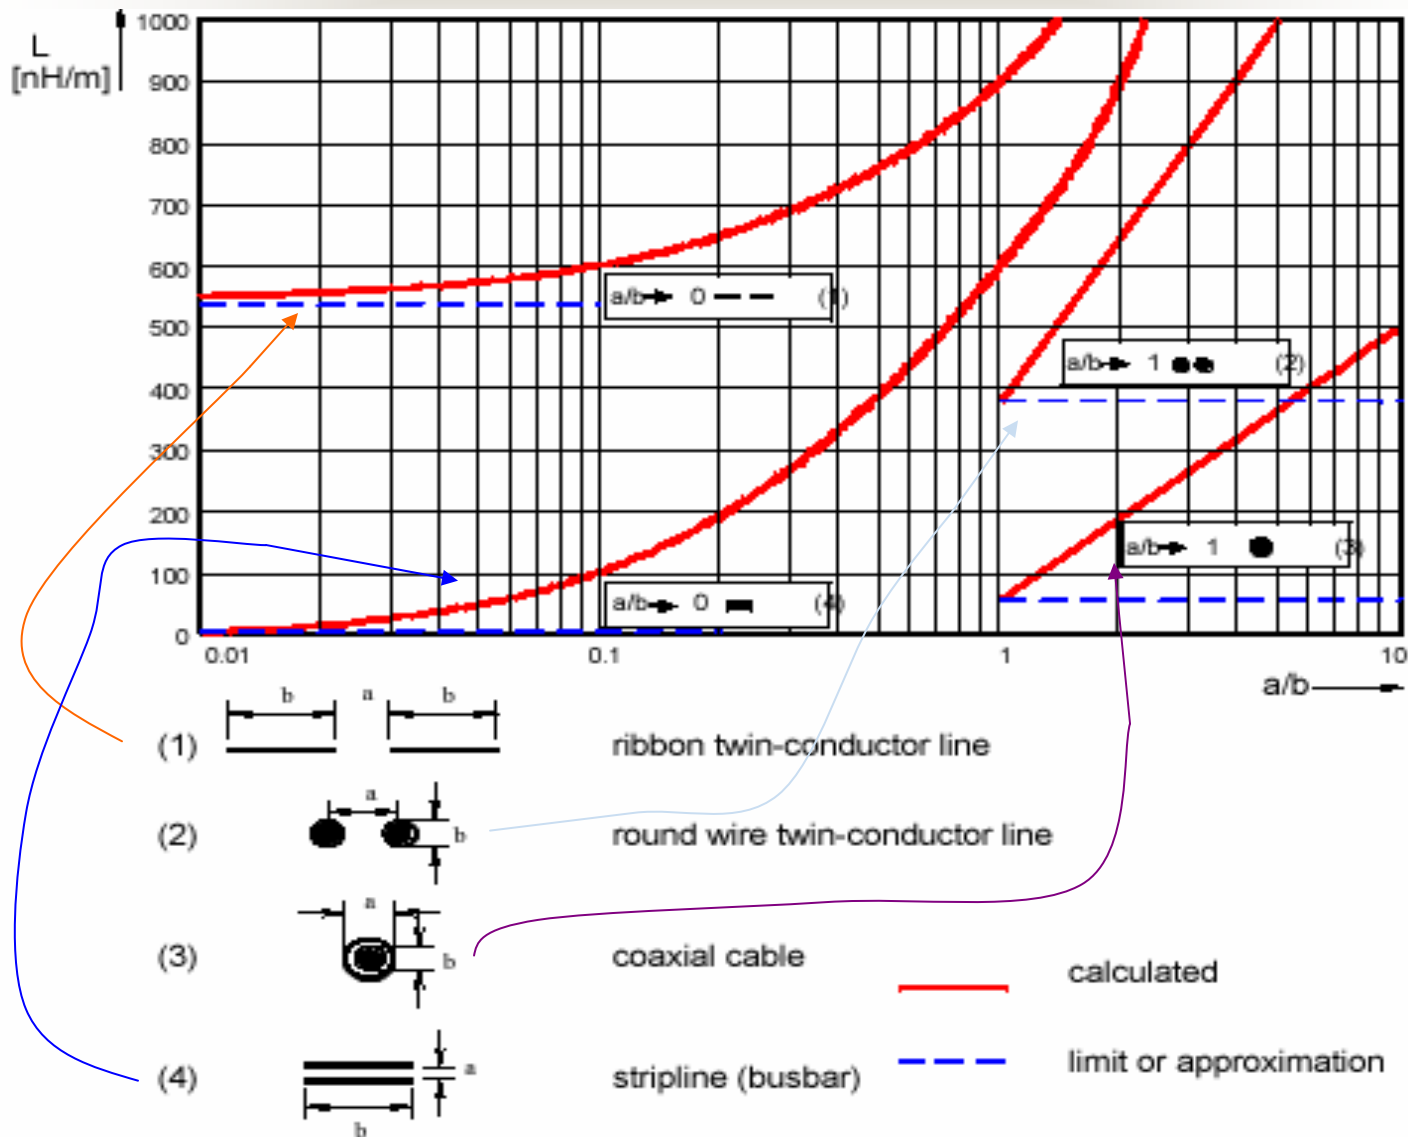 1000
L
[nH/m]
900
800
700
600
500
400
300
200
100
0
a/b 0 (1)
a/b 1 (2)
a/b 1 (3)
a/b 0 (4)
0.01 0.1 1 10
a/b
b a b
(1) ribbon twin-conductor line
a
(2) b round wire twin-conductor line
a
(3) b coaxial cable
calculated
(4) a stripline (busbar)
limit or approximation
b